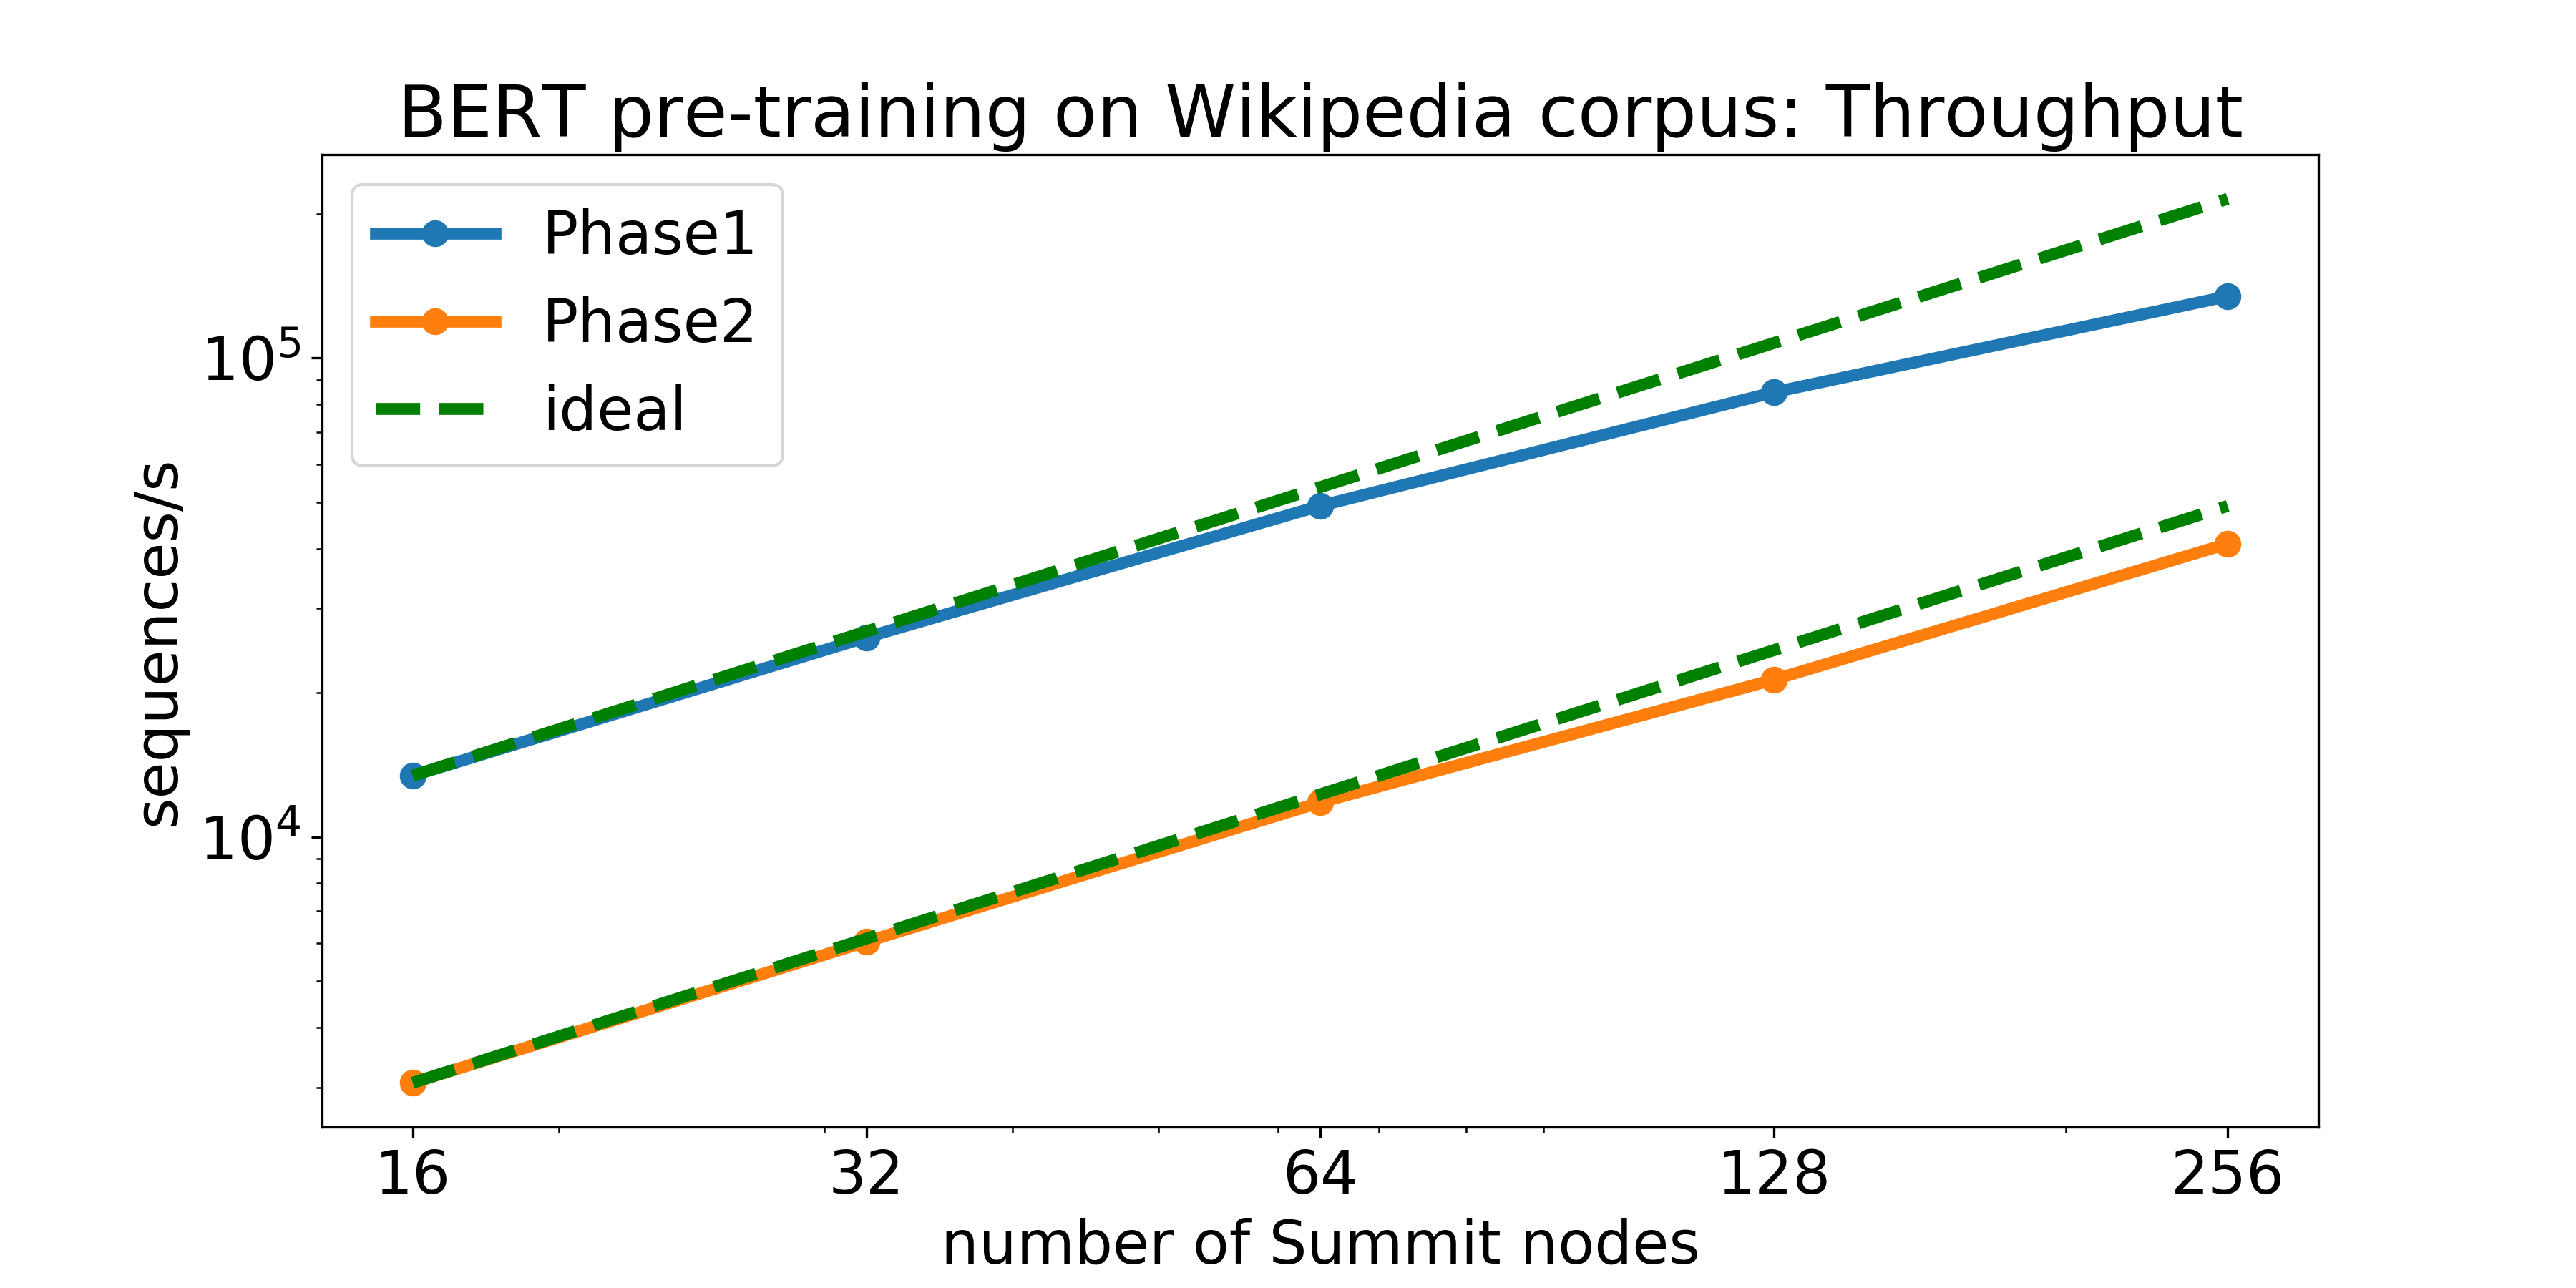 BERT pre-training on Wikipedia corpus: Throughput
Phase1
Phase2
ideal
10⁵
10⁴
sequences/s
16 32 64 128 256
number of Summit nodes